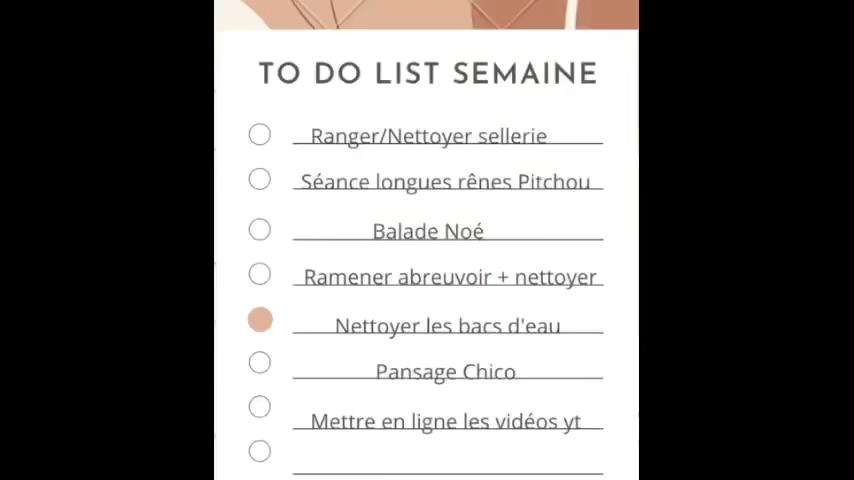 TO DO LIST SEMAINE
Ranger/Nettoyer sellerie
Séance longues rênes Pitchou
Balade Noé
Ramener abreuvoir + nettoyer
Nettoyer les bacs d'eau
Pansage Chico
Mettre en ligne les vidéos yt